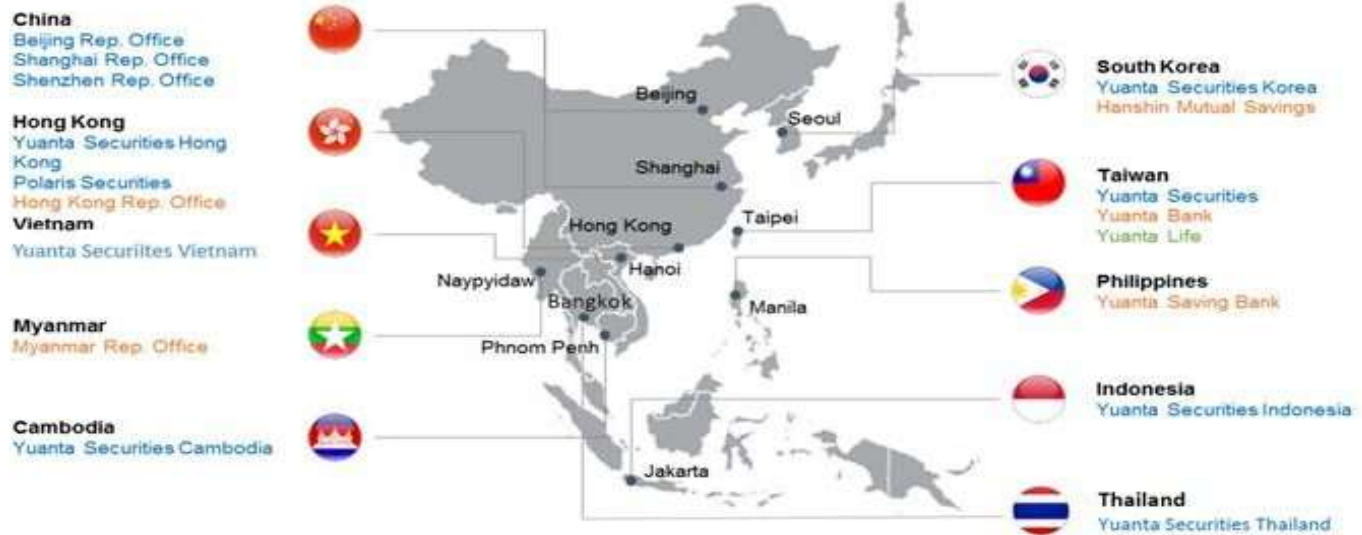 China
Beijing Rep. Office
Shanghai Rep. Office
Shenzhen Rep. Office
Hong Kong
Yuanta Securities Hong
Kong
Polaris Securities
Hong Kong Rep. Office
Vietnam
Yuanta Securiites Vietnam
Myanmar
Myanmar Rep. Office
Cambodia
Yuanta Securities Cambodia
Beijing
Seoul
Shanghai
Taipei
Hong Kong
Hanoi
Naypyidaw
Bangkok
Manila
Phnom Penh
Jakarta
South Korea
Yuanta Securities Korea
Hanshin Mutual Savings
Taiwan
Yuanta Securities
Yuanta Bank
Yuanta Life
Philippines
Yuanta Saving Bank
Indonesia
Yuanta Securities Indonesia
Thailand
Yuanta Securities Thailand